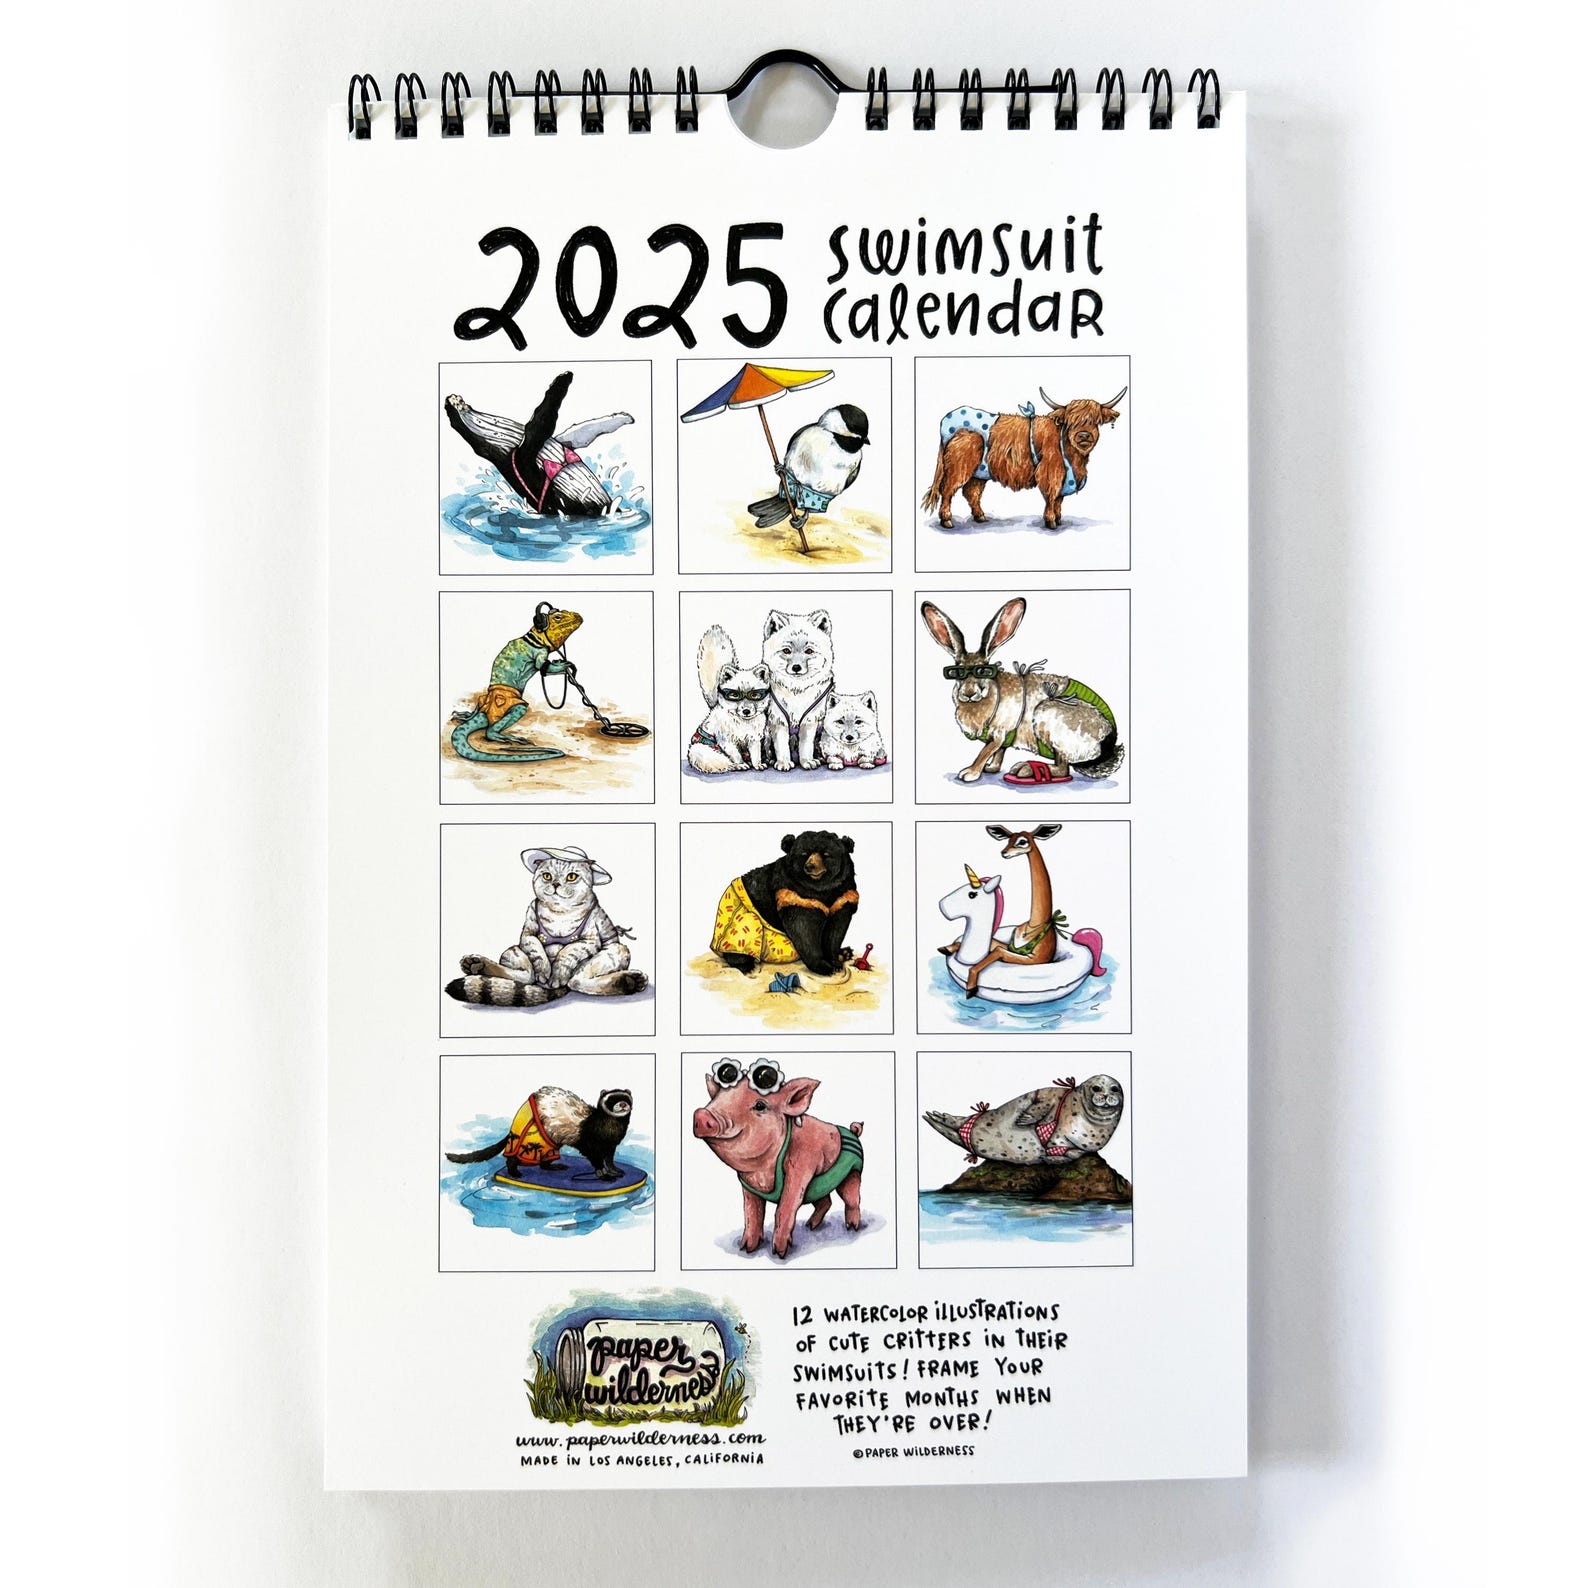 2025 swimsuit
calendar
paper
wilderness
www.paperwilderness.com
MADE IN LOS ANGELES, CALIFORNIA
12 WATERCOLOR ILLUSTRATIONS
OF CUTE CRITTERS IN THEIR
SWIMSUITS! FRAME YOUR
FAVORITE MONTHS WHEN
THEY'RE OVER!
©PAPER WILDERNESS